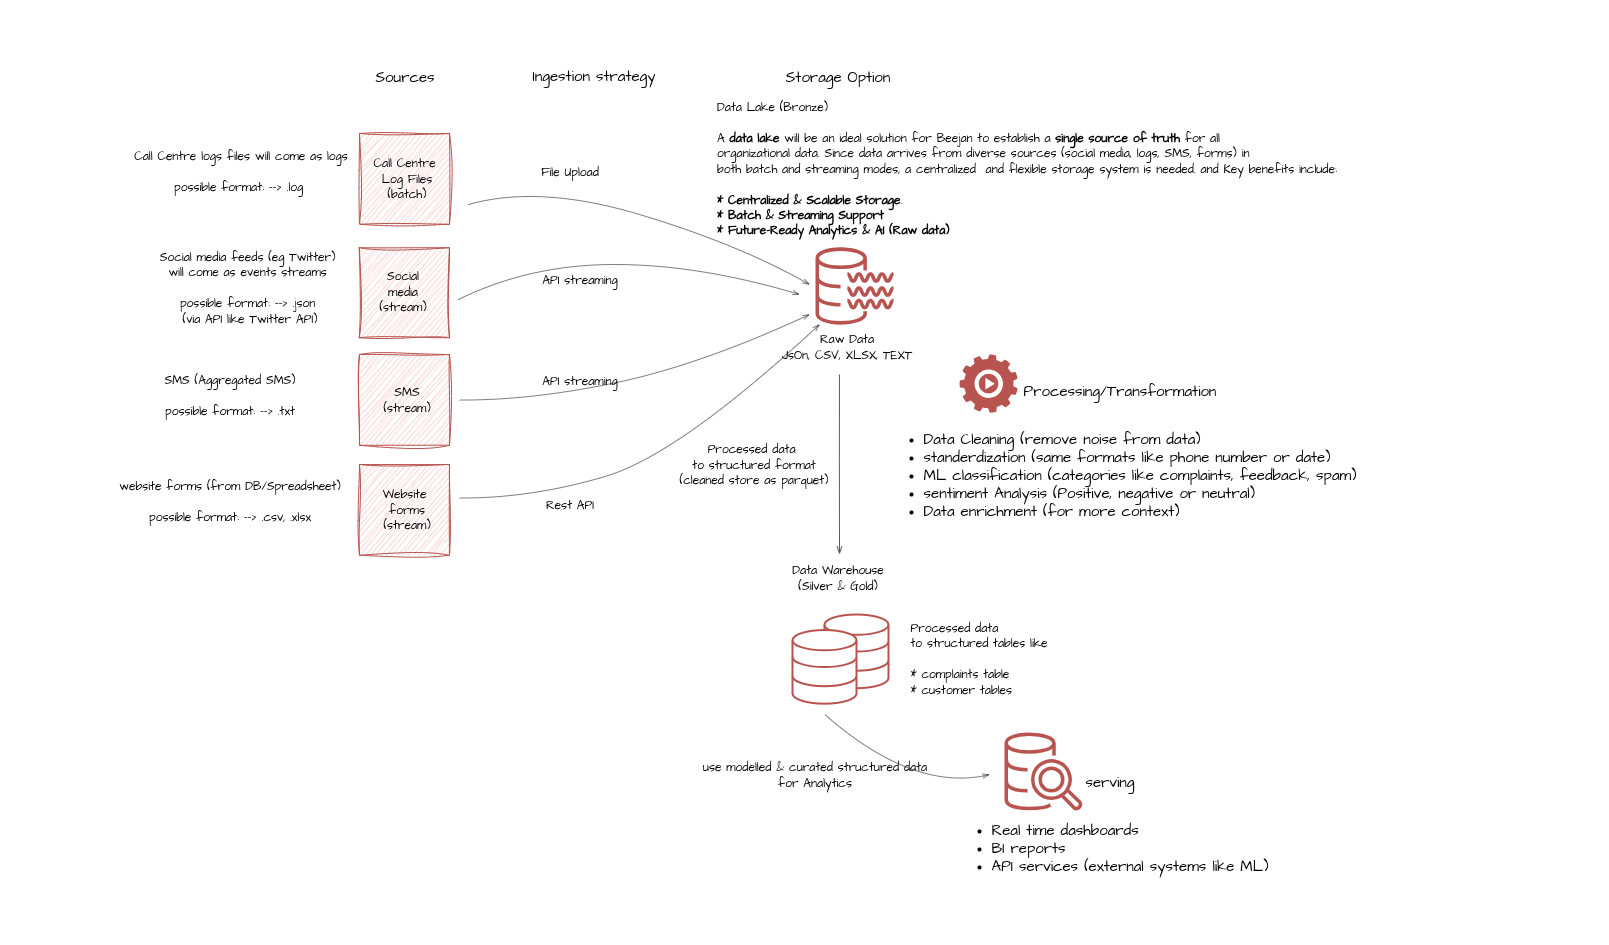 Sources
Ingestion strategy
Storage Option
Data Lake (Bronze)
A data lake will be an ideal solution for Beejan to establish a single source of truth for all
organizational data. Since data arrives from diverse sources (social media, logs, SMS, forms) in
both batch and streaming modes, a centralized and flexible storage system is needed. and Key benefits include:
* Centralized & Scalable Storage.
* Batch & Streaming Support
* Future-Ready Analytics & AI (Raw data)
Call Centre logs files will come as logs
possible format: --> .log
Call Centre
Log Files
(batch)
File Upload
Social media feeds (eg Twitter)
will come as events streams
possible format: --> .json
(via API like Twitter API)
Social
media
(stream)
API streaming
Raw Data
JsOn, CSV, XLSX, TEXT
SMS (Aggregated SMS)
possible format: --> .txt
SMS
(stream)
API streaming
Processing/Transformation
Data Cleaning (remove noise from data)
standerdization (same formats like phone number or date)
ML classification (categories like complaints, feedback, spam)
sentiment Analysis (Positive, negative or neutral)
Data enrichment (for more context)
Processed data
to structured format
(cleaned store as parquet)
website forms (from DB/Spreadsheet)
possible format: --> .csv, .xlsx
Website
forms
(stream)
Rest API
Data Warehouse
(Silver & Gold)
Processed data
to structured tables like
* complaints table
* customer tables
use modelled & curated structured data
for Analytics
serving
Real time dashboards
BI reports
API services (external systems like ML)